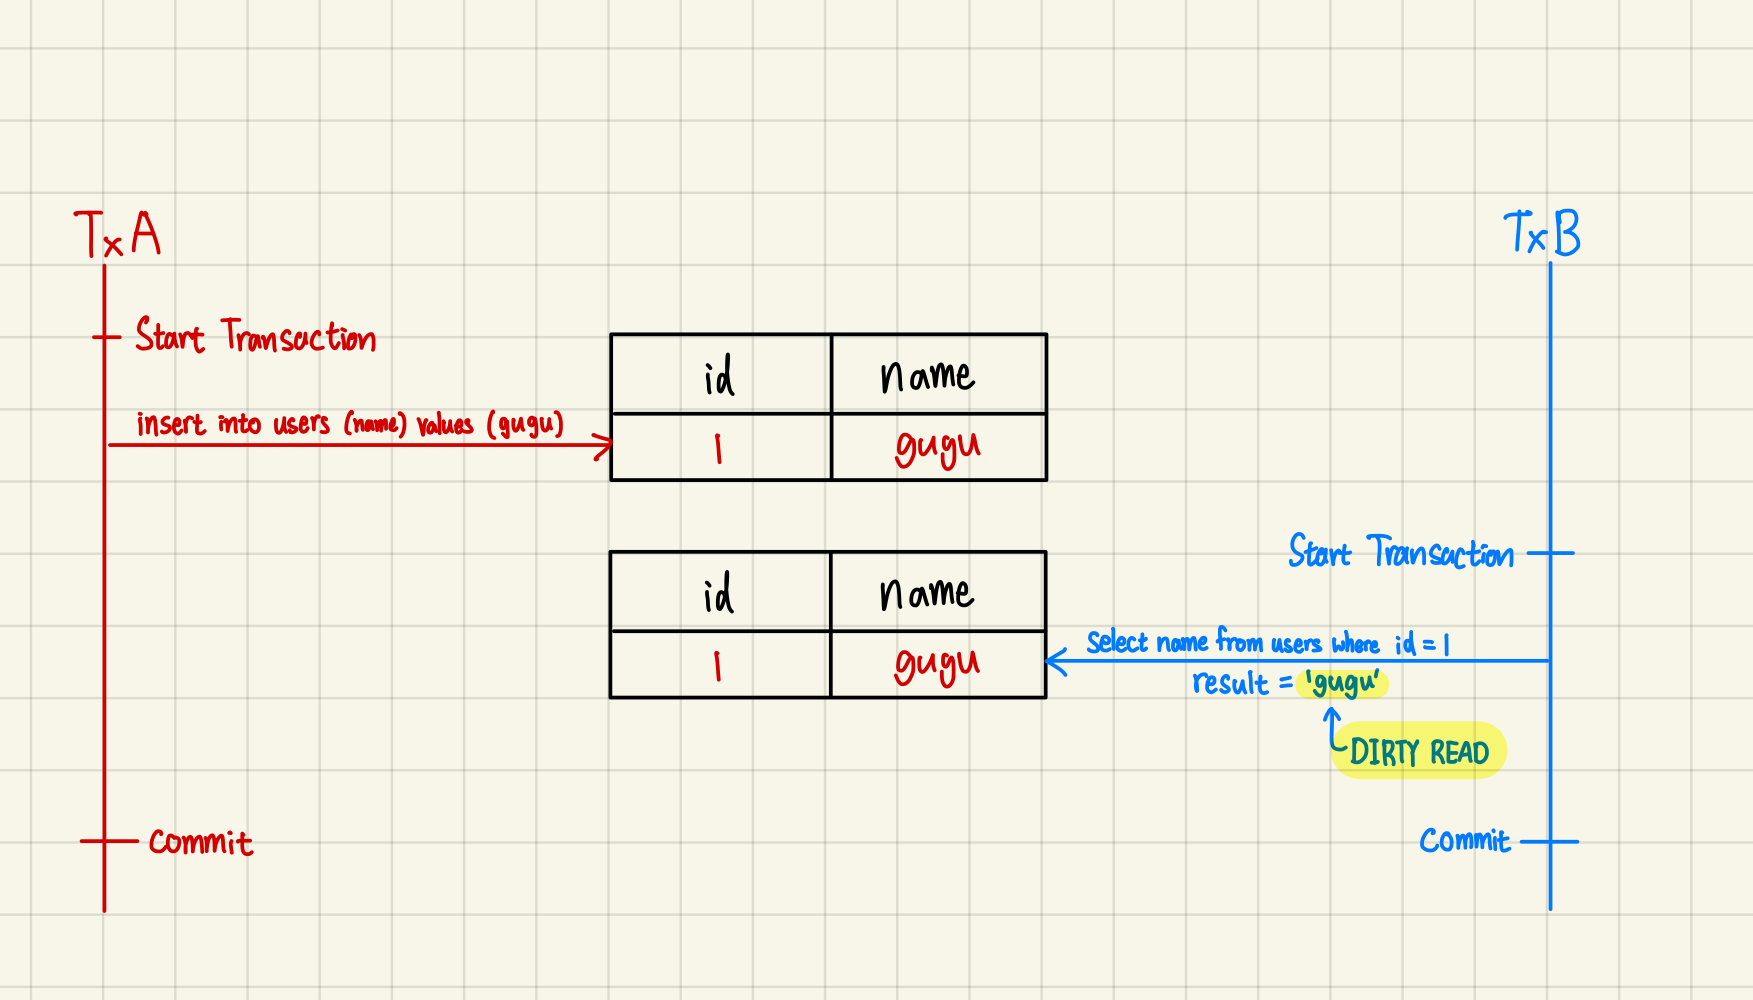 TxA
TxB
Start Transaction
id name
insert into users (name) values (gugu)
1 gugu
Start Transaction
id name
Select name from users where id = 1
1 gugu
result = 'gugu'
DIRTY READ
Commit
Commit